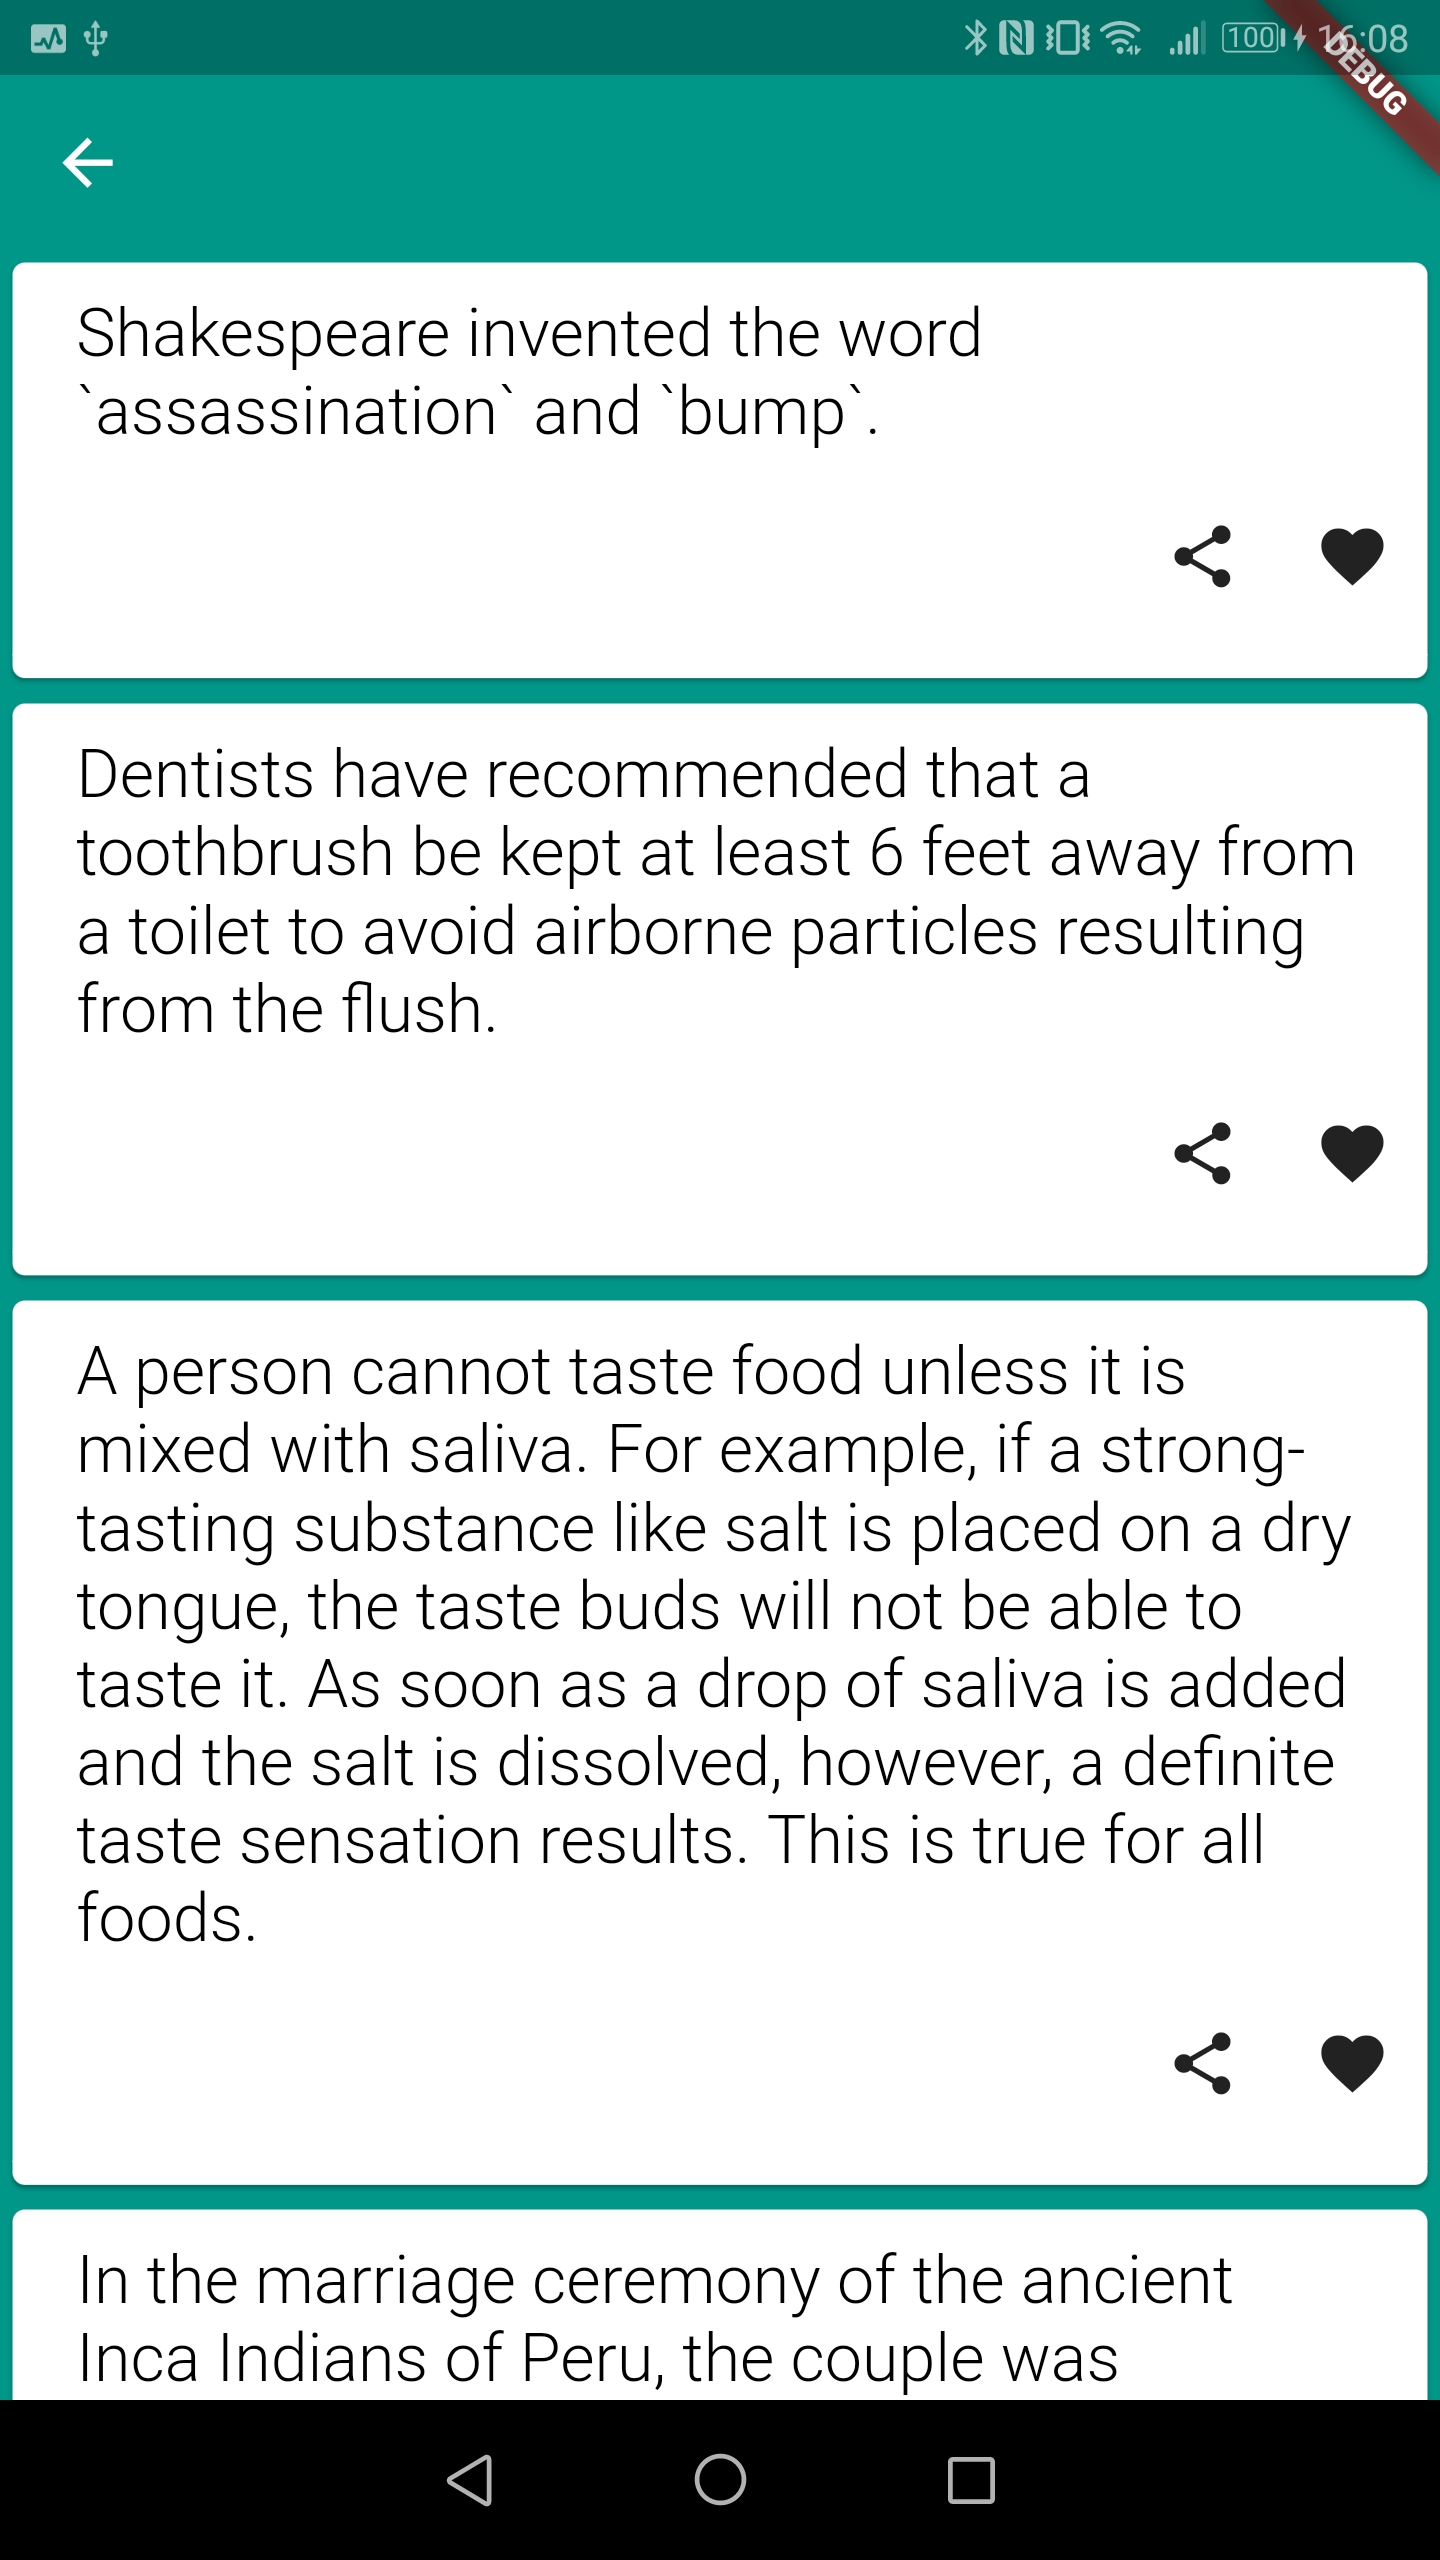 100 16:08
DEBUG
Shakespeare invented the word
`assassination` and `bump`.
Dentists have recommended that a
toothbrush be kept at least 6 feet away from
a toilet to avoid airborne particles resulting
from the flush.
A person cannot taste food unless it is
mixed with saliva. For example, if a strong-
tasting substance like salt is placed on a dry
tongue, the taste buds will not be able to
taste it. As soon as a drop of saliva is added
and the salt is dissolved, however, a definite
taste sensation results. This is true for all
foods.
In the marriage ceremony of the ancient
Inca Indians of Peru, the couple was